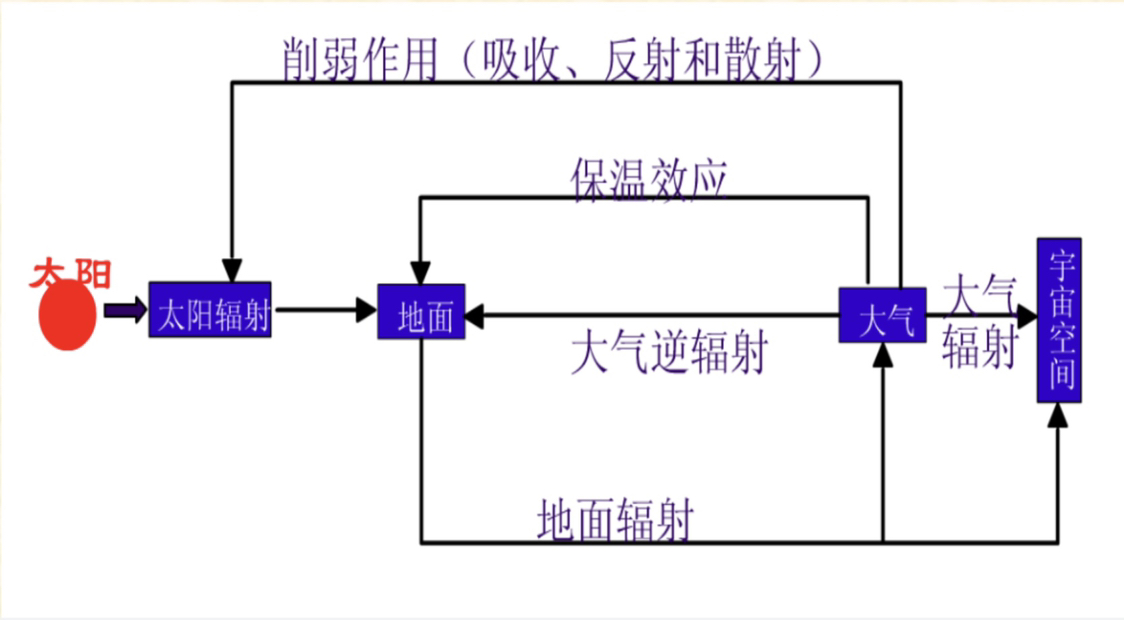 削弱作用（吸收、反射和散射）
保温效应
太阳
太阳辐射
地面
大气逆辐射
大气
大气
辐射
宇宙空间
地面辐射